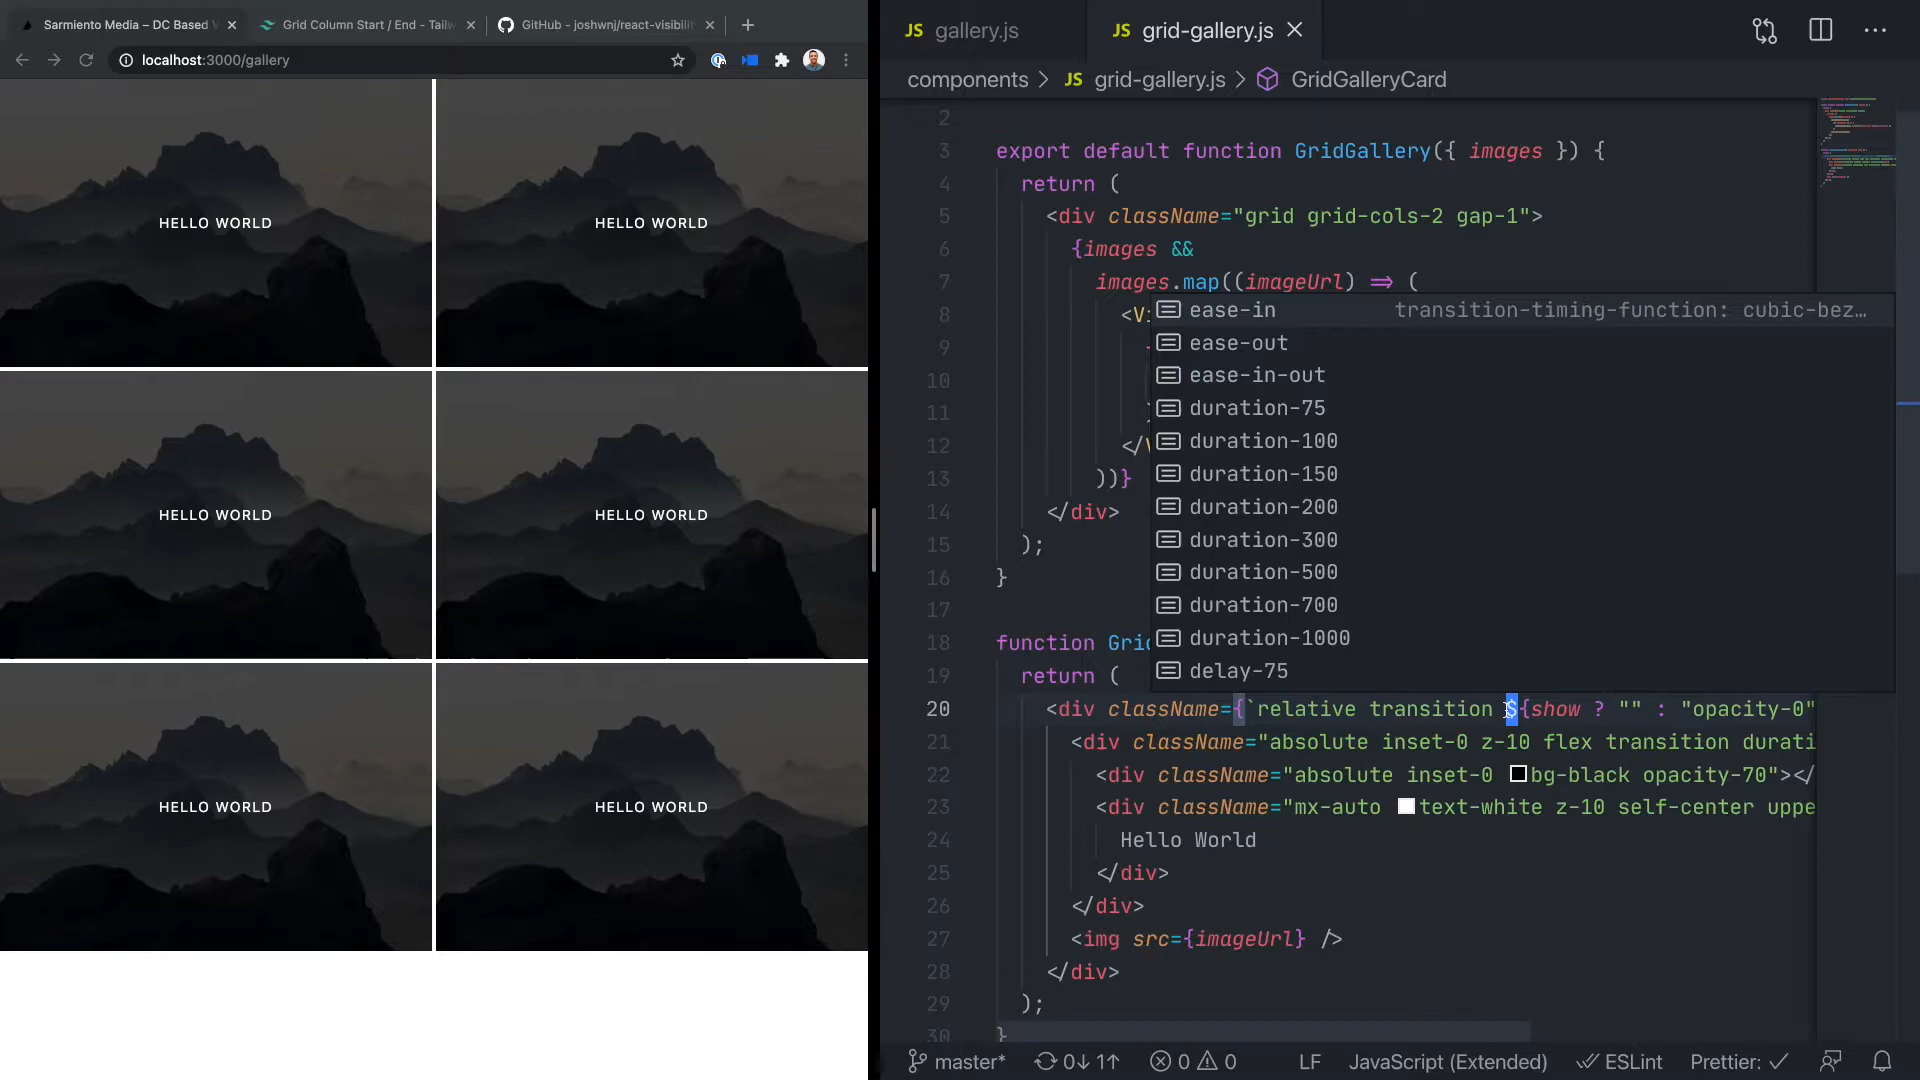 Sarmiento Media – DC Based V
Grid Column Start / End - Tailw
GitHub - joshwnj/react-visibilit
localhost:3000/gallery
HELLO WORLD
HELLO WORLD
HELLO WORLD
HELLO WORLD
HELLO WORLD
HELLO WORLD
JS gallery.js
JS grid-gallery.js
components > JS grid-gallery.js > GridGalleryCard
2
3 export default function GridGallery({ images }) {
4 return (
5 <div className="grid grid-cols-2 gap-1">
6 {images &&
7 images.map((imageUrl) => (
8 <Vi
9
10
11
12 </V
13 ))}
14 </div>
15 );
16 }
17
18 function Grid
19 return (
20 <div className={`relative transition ${show ? "" : "opacity-0"
21 <div className="absolute inset-0 z-10 flex transition durati
22 <div className="absolute inset-0 bg-black opacity-70"></
23 <div className="mx-auto text-white z-10 self-center uppe
24 Hello World
25 </div>
26 </div>
27 <img src={imageUrl} />
28 </div>
29 );
30 }
ease-in transition-timing-function: cubic-bez…
ease-out
ease-in-out
duration-75
duration-100
duration-150
duration-200
duration-300
duration-500
duration-700
duration-1000
delay-75
master* 0↓ 1↑ 0 0 LF JavaScript (Extended) ESLint Prettier: ✓